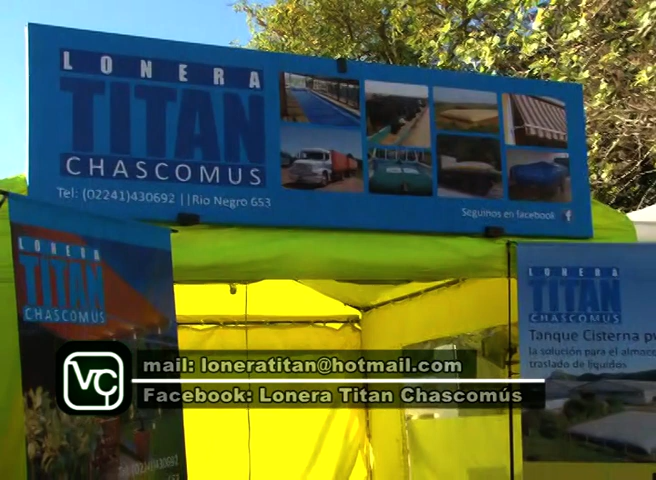 LONERA
TITAN
CHASCOMUS
Tel: (02241)430692 ||Rio Negro 653
Seguinos en facebook f
LONERA
TITAN
CHASCOMUS
LONERA
TITAN
CHASCOMUS
Tanque Cisterna
la solución para el
traslado de líquidos
VC
mail: loneratitan@hotmail.com
Facebook: Lonera Titan Chascomús